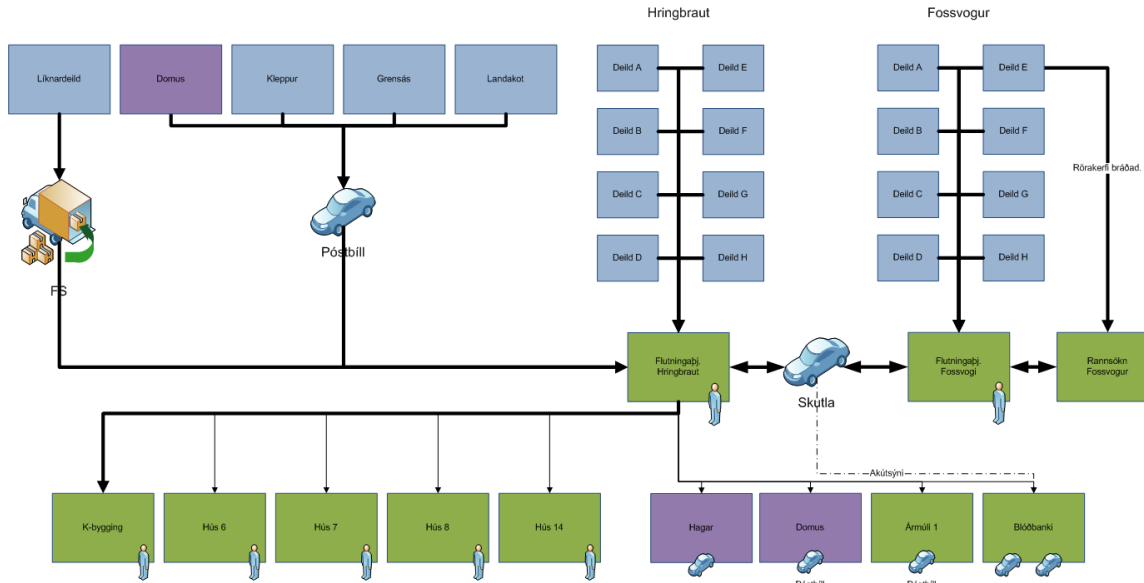 Hringbraut
Fossvogur
Líknardeild
Domus
Kleppur
Grensás
Landakot
Deild A
Deild E
Deild A
Deild E
Deild B
Deild F
Deild B
Deild F
Rörakerfi bráðad.
Deild C
Deild G
Deild C
Deild G
Deild D
Deild H
Deild D
Deild H
Póstbíll
FS
Flutningaþj.
Hringbraut
Skutla
Flutningaþj.
Fossvogi
Rannsókn
Fossvogur
Akútsýni
K-bygging
Hús 6
Hús 7
Hús 8
Hús 14
Hagar
Domus
Ármúli 1
Blóðbanki
Póstbíll
Póstbíll